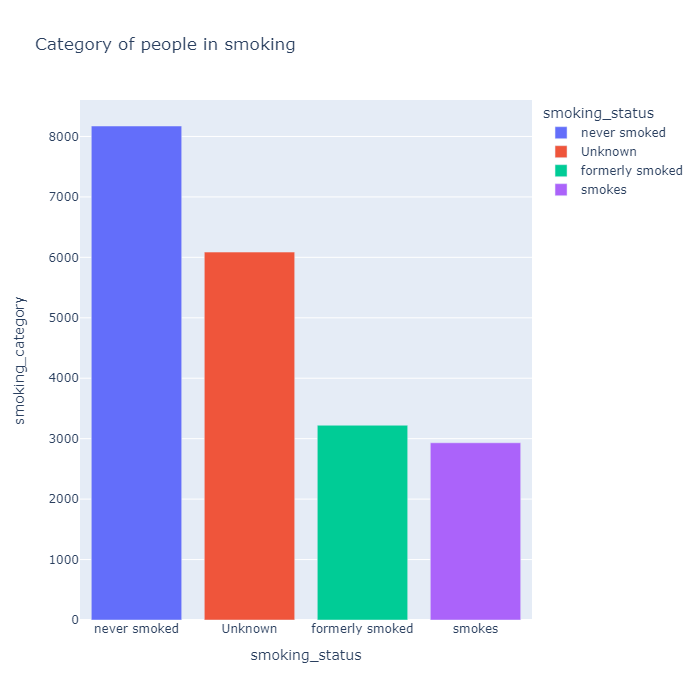 Category of people in smoking
smoking_status
never smoked
Unknown
formerly smoked
smokes
smoking_category
8000
7000
6000
5000
4000
3000
2000
1000
0
never smoked Unknown formerly smoked smokes
smoking_status